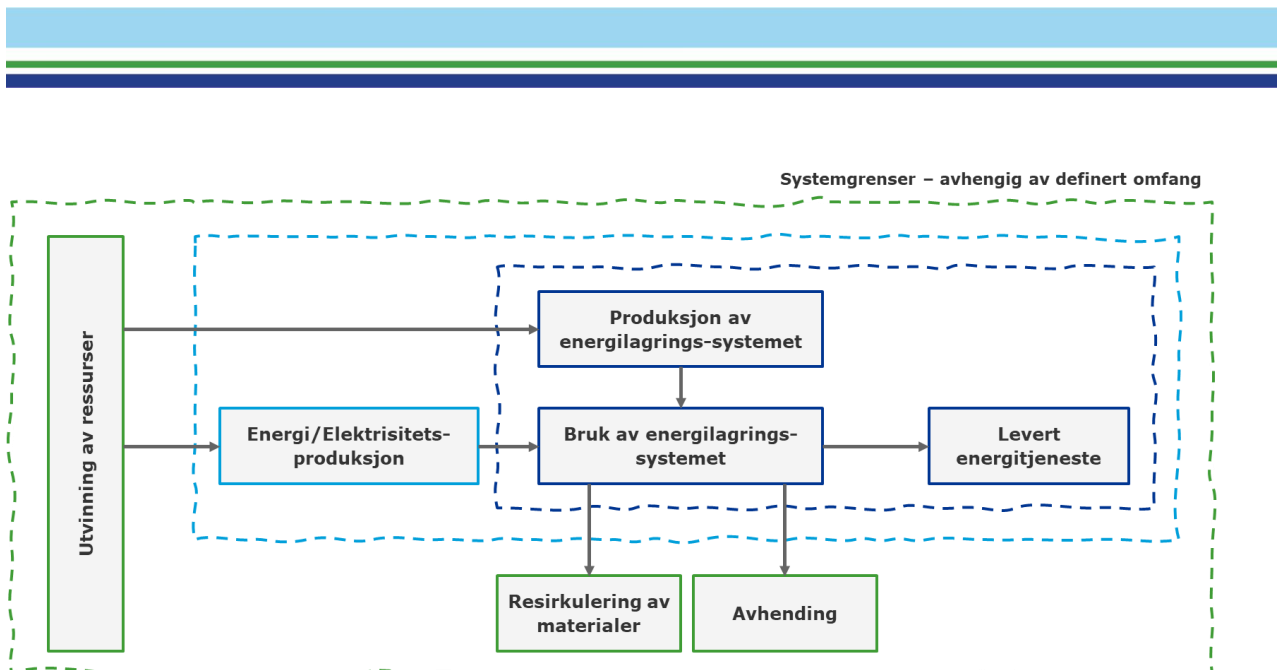 Systemgrenser – avhengig av definert omfang
Utvinning av ressurser
Produksjon av
energilagrings-systemet
Energi/Elektrisitets-
produksjon
Bruk av energilagrings-
systemet
Levert
energitjeneste
Resirkulering av
materialer
Avhending